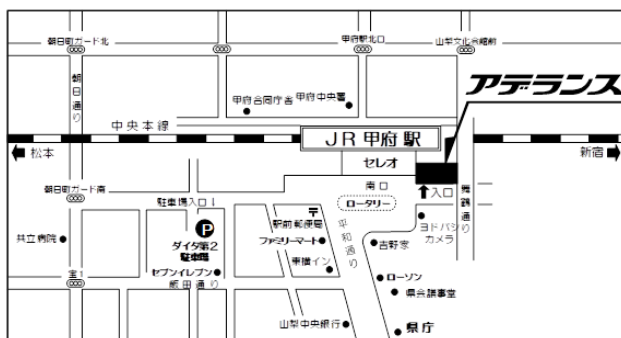 朝日町ガード北
甲府駅北口
山梨文化会館前
朝日通り
甲府合同庁舎
甲府中央署
アデランス
中央本線
JR甲府駅
松本
セレオ
新宿
朝日町ガード南
南口
入口
舞鶴通り
駐車場入口↓
ロータリー
〒
駅前郵便局
平和通り
ヨドバシ
カメラ
共立病院
P
ダイタ第2
駐車場
ファミリーマート
吉野家
東横イン
宝1
セブンイレブン
飯田通り
ローソン
県会議事堂
山梨中央銀行
県庁